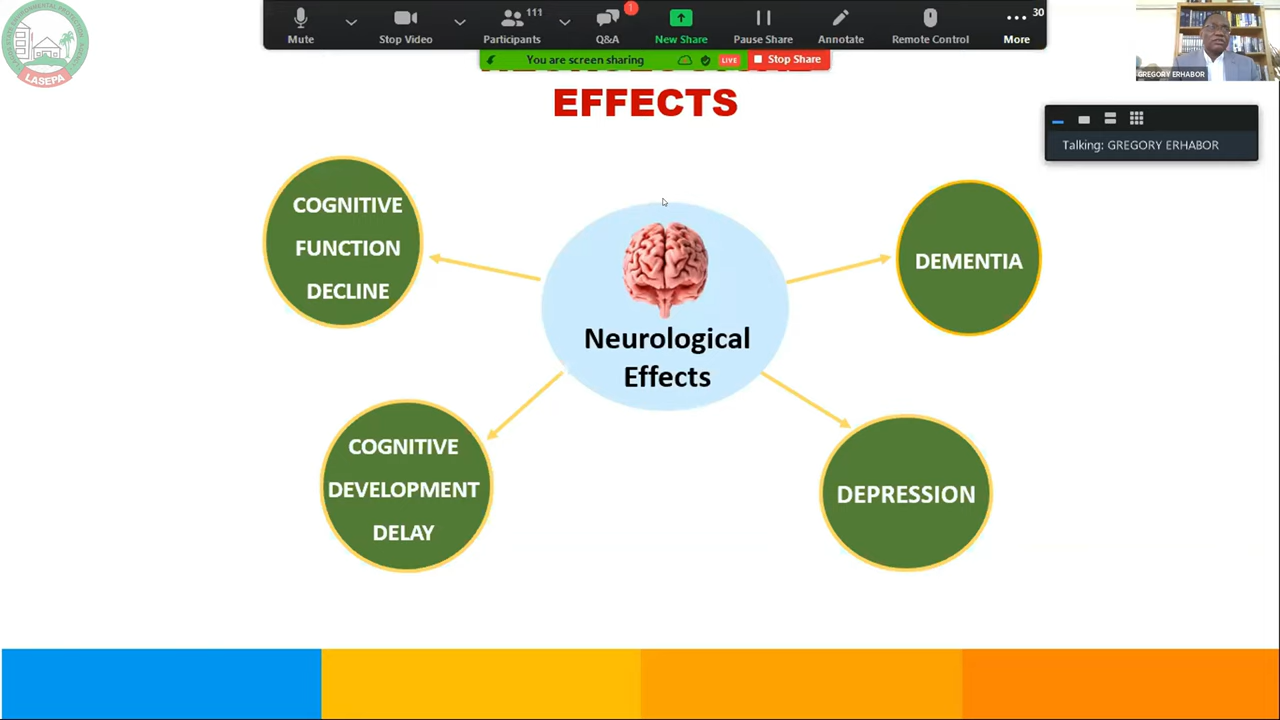 Mute
Stop Video
111
Participants
1
Q&A
New Share
Pause Share
Annotate
Remote Control
30
More
You are screen sharing
LIVE
Stop Share
LASEPA
GREGORY ERHABOR
Talking: GREGORY ERHABOR
EFFECTS
COGNITIVE
FUNCTION
DECLINE
DEMENTIA
Neurological
Effects
COGNITIVE
DEVELOPMENT
DELAY
DEPRESSION